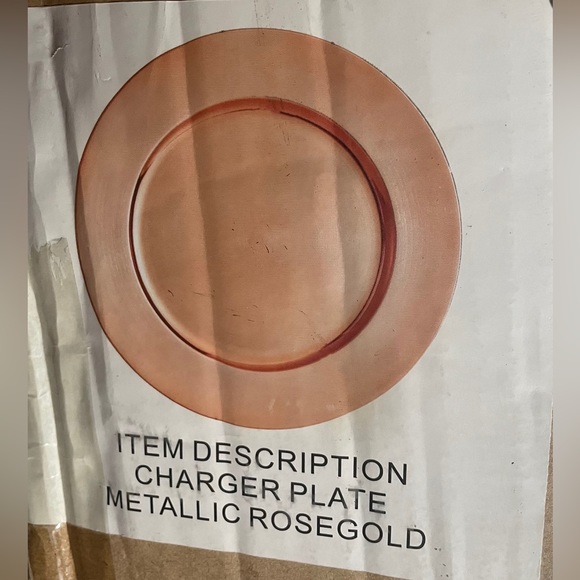 ITEM DESCRIPTION
CHARGER PLATE
METALLIC ROSEGOLD